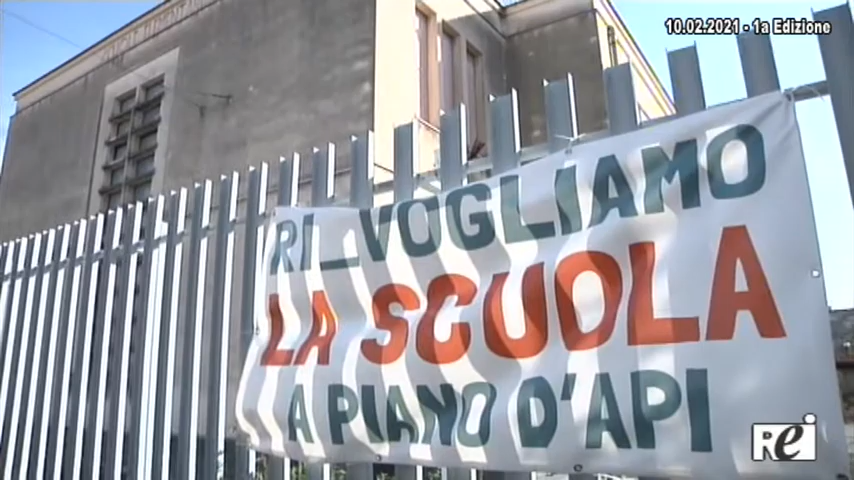 10.02.2021 - 1a Edizione
RI_VOGLIAMO
LA SCUOLA
A PIANO D'API
REi